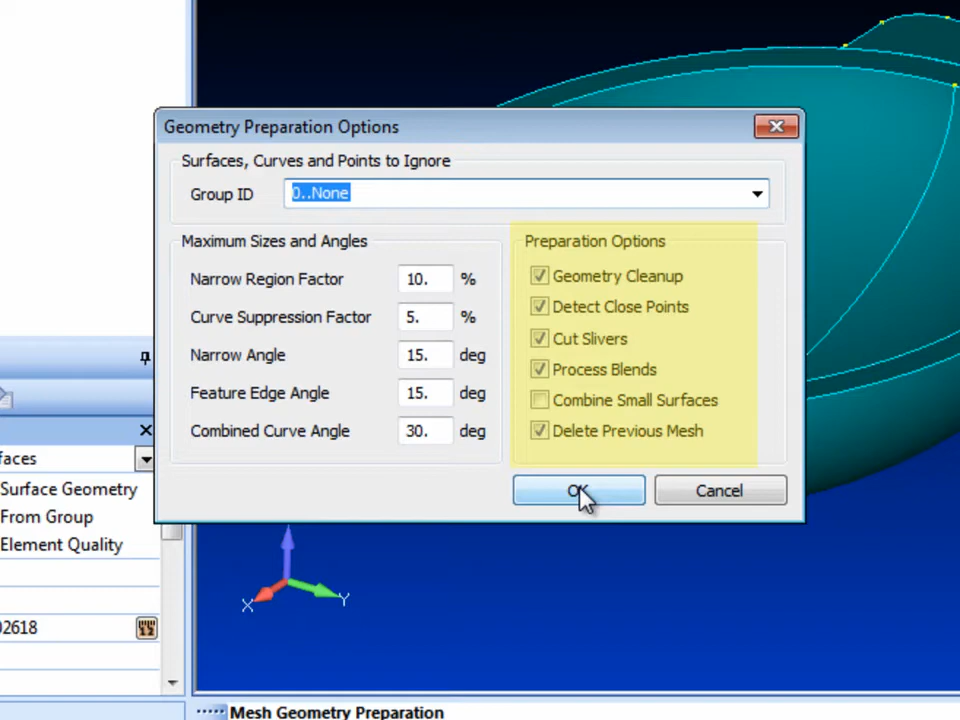 Geometry Preparation Options
Surfaces, Curves and Points to Ignore
Group ID 0..None
Maximum Sizes and Angles
Narrow Region Factor 10. %
Curve Suppression Factor 5. %
Narrow Angle 15. deg
Feature Edge Angle 15. deg
Combined Curve Angle 30. deg
Preparation Options
Geometry Cleanup
Detect Close Points
Cut Slivers
Process Blends
Combine Small Surfaces
Delete Previous Mesh
OK Cancel
faces
Surface Geometry
From Group
Element Quality
02618
X Y
Mesh Geometry Preparation